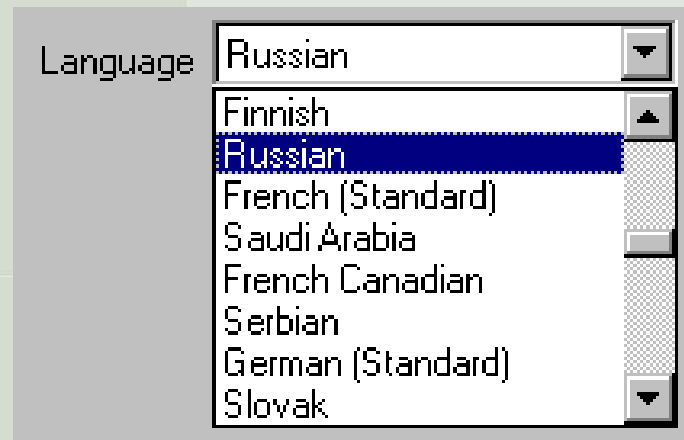 Language Russian
Finnish
Russian
French (Standard)
Saudi Arabia
French Canadian
Serbian
German (Standard)
Slovak